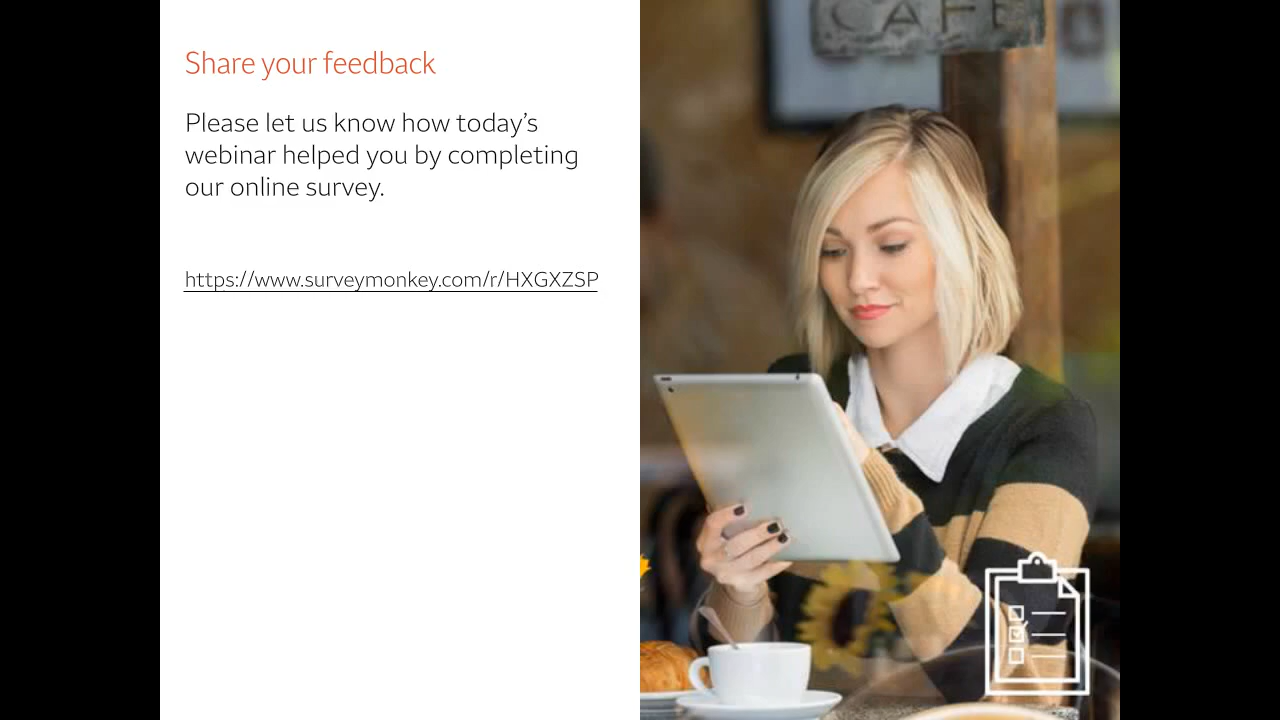 Share your feedback
Please let us know how today’s
webinar helped you by completing
our online survey.
https://www.surveymonkey.com/r/HXGXZSP
CAFE